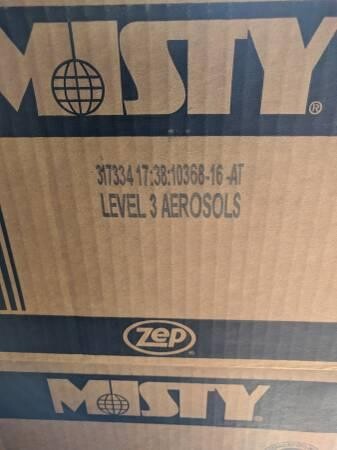 MISTY®
317334 17:38:10368-16 -AT
LEVEL 3 AEROSOLS
Zep®
MISTY®